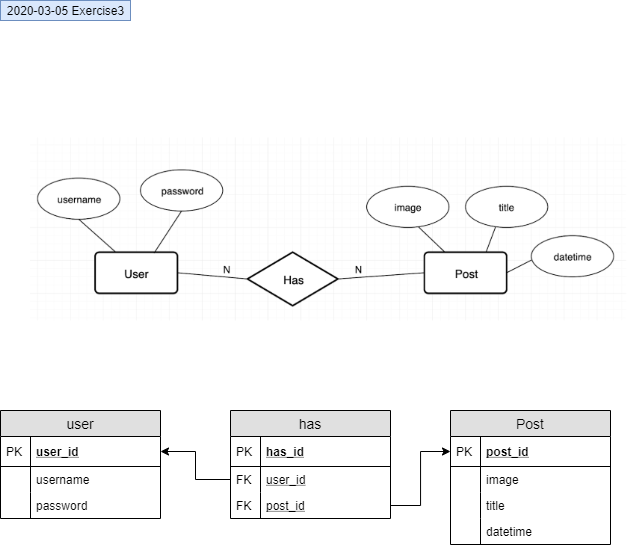 2020-03-05 Exercise3
username
password
image
title
datetime
User
N
Has
N
Post
user
PK user_id
username
password
has
PK has_id
FK user_id
FK post_id
Post
PK post_id
image
title
datetime